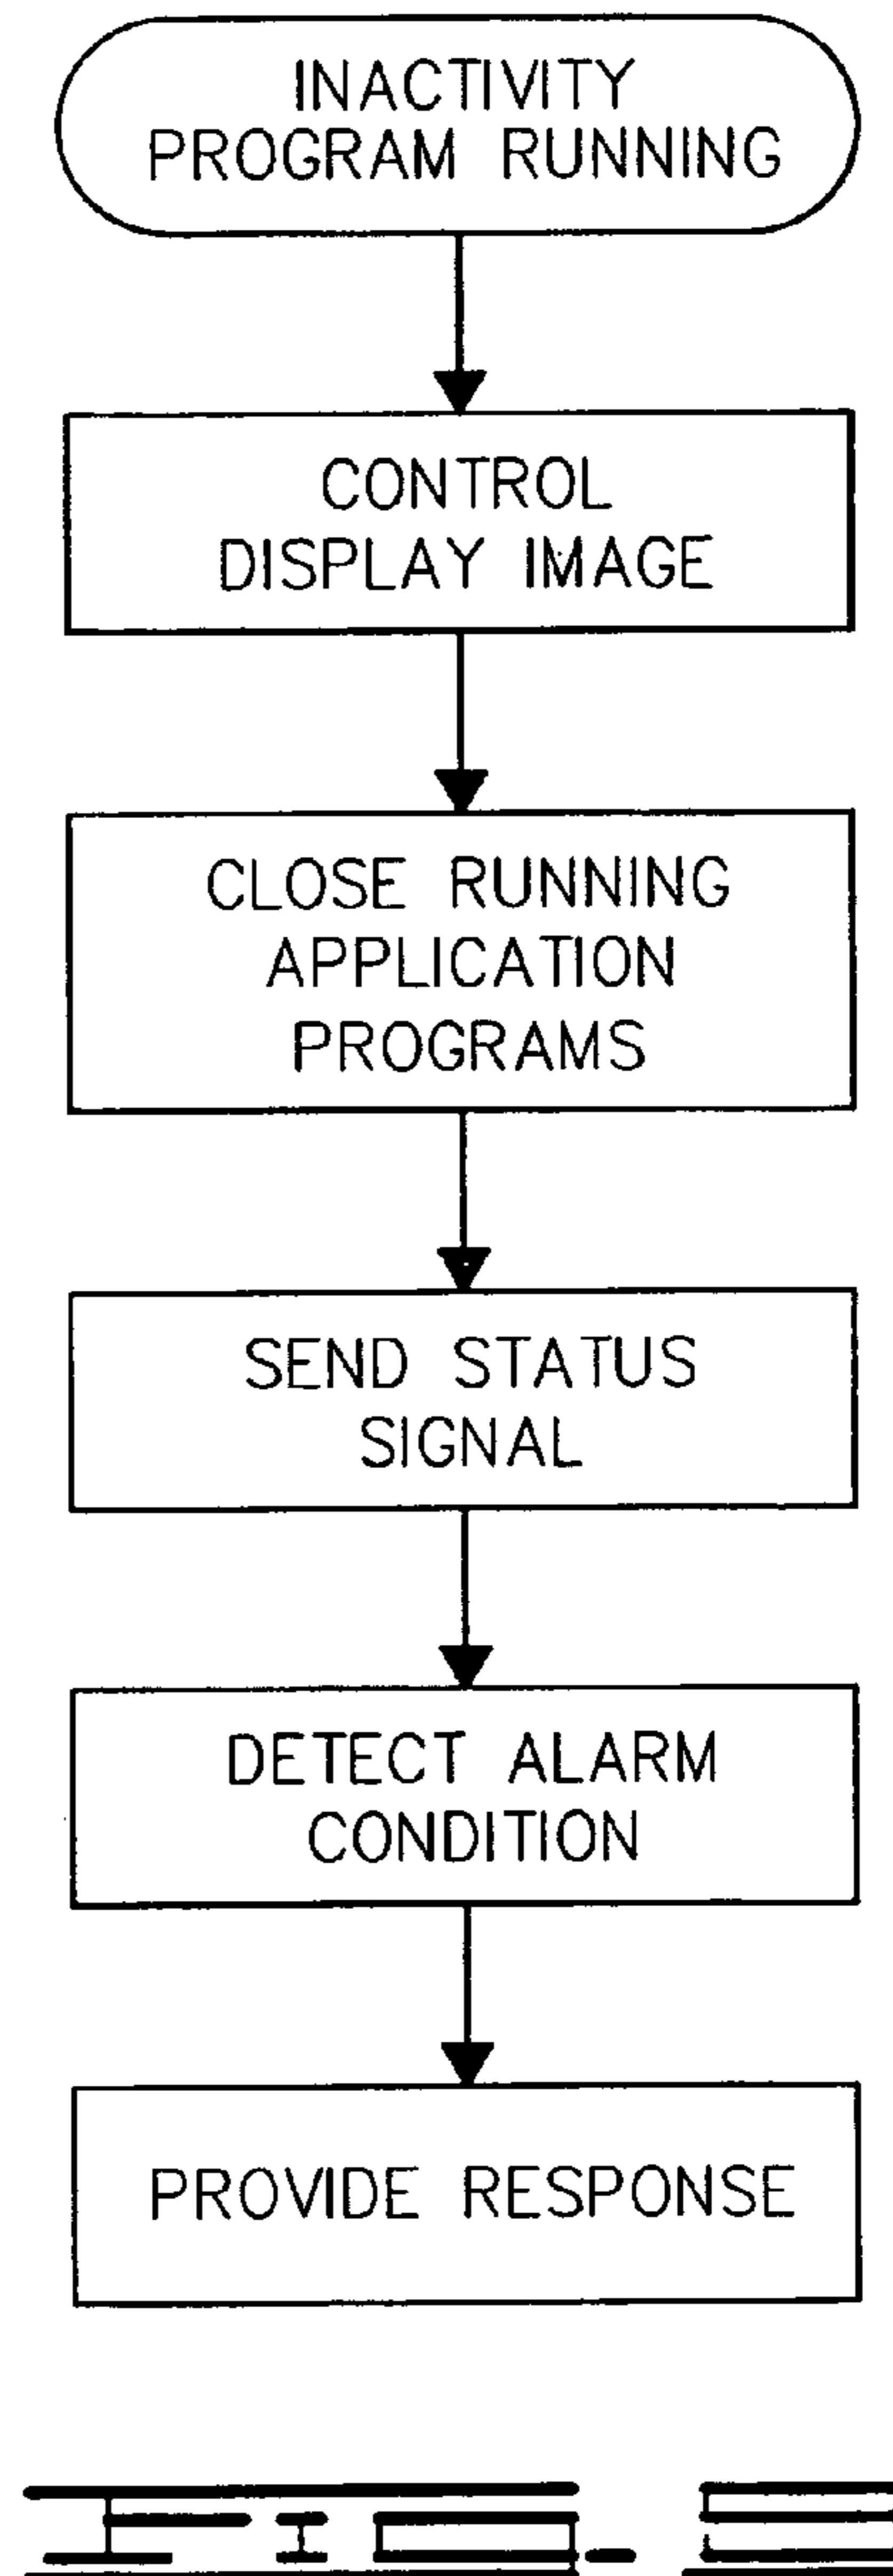 INACTIVITY
PROGRAM RUNNING
CONTROL
DISPLAY IMAGE
CLOSE RUNNING
APPLICATION
PROGRAMS
SEND STATUS
SIGNAL
DETECT ALARM
CONDITION
PROVIDE RESPONSE